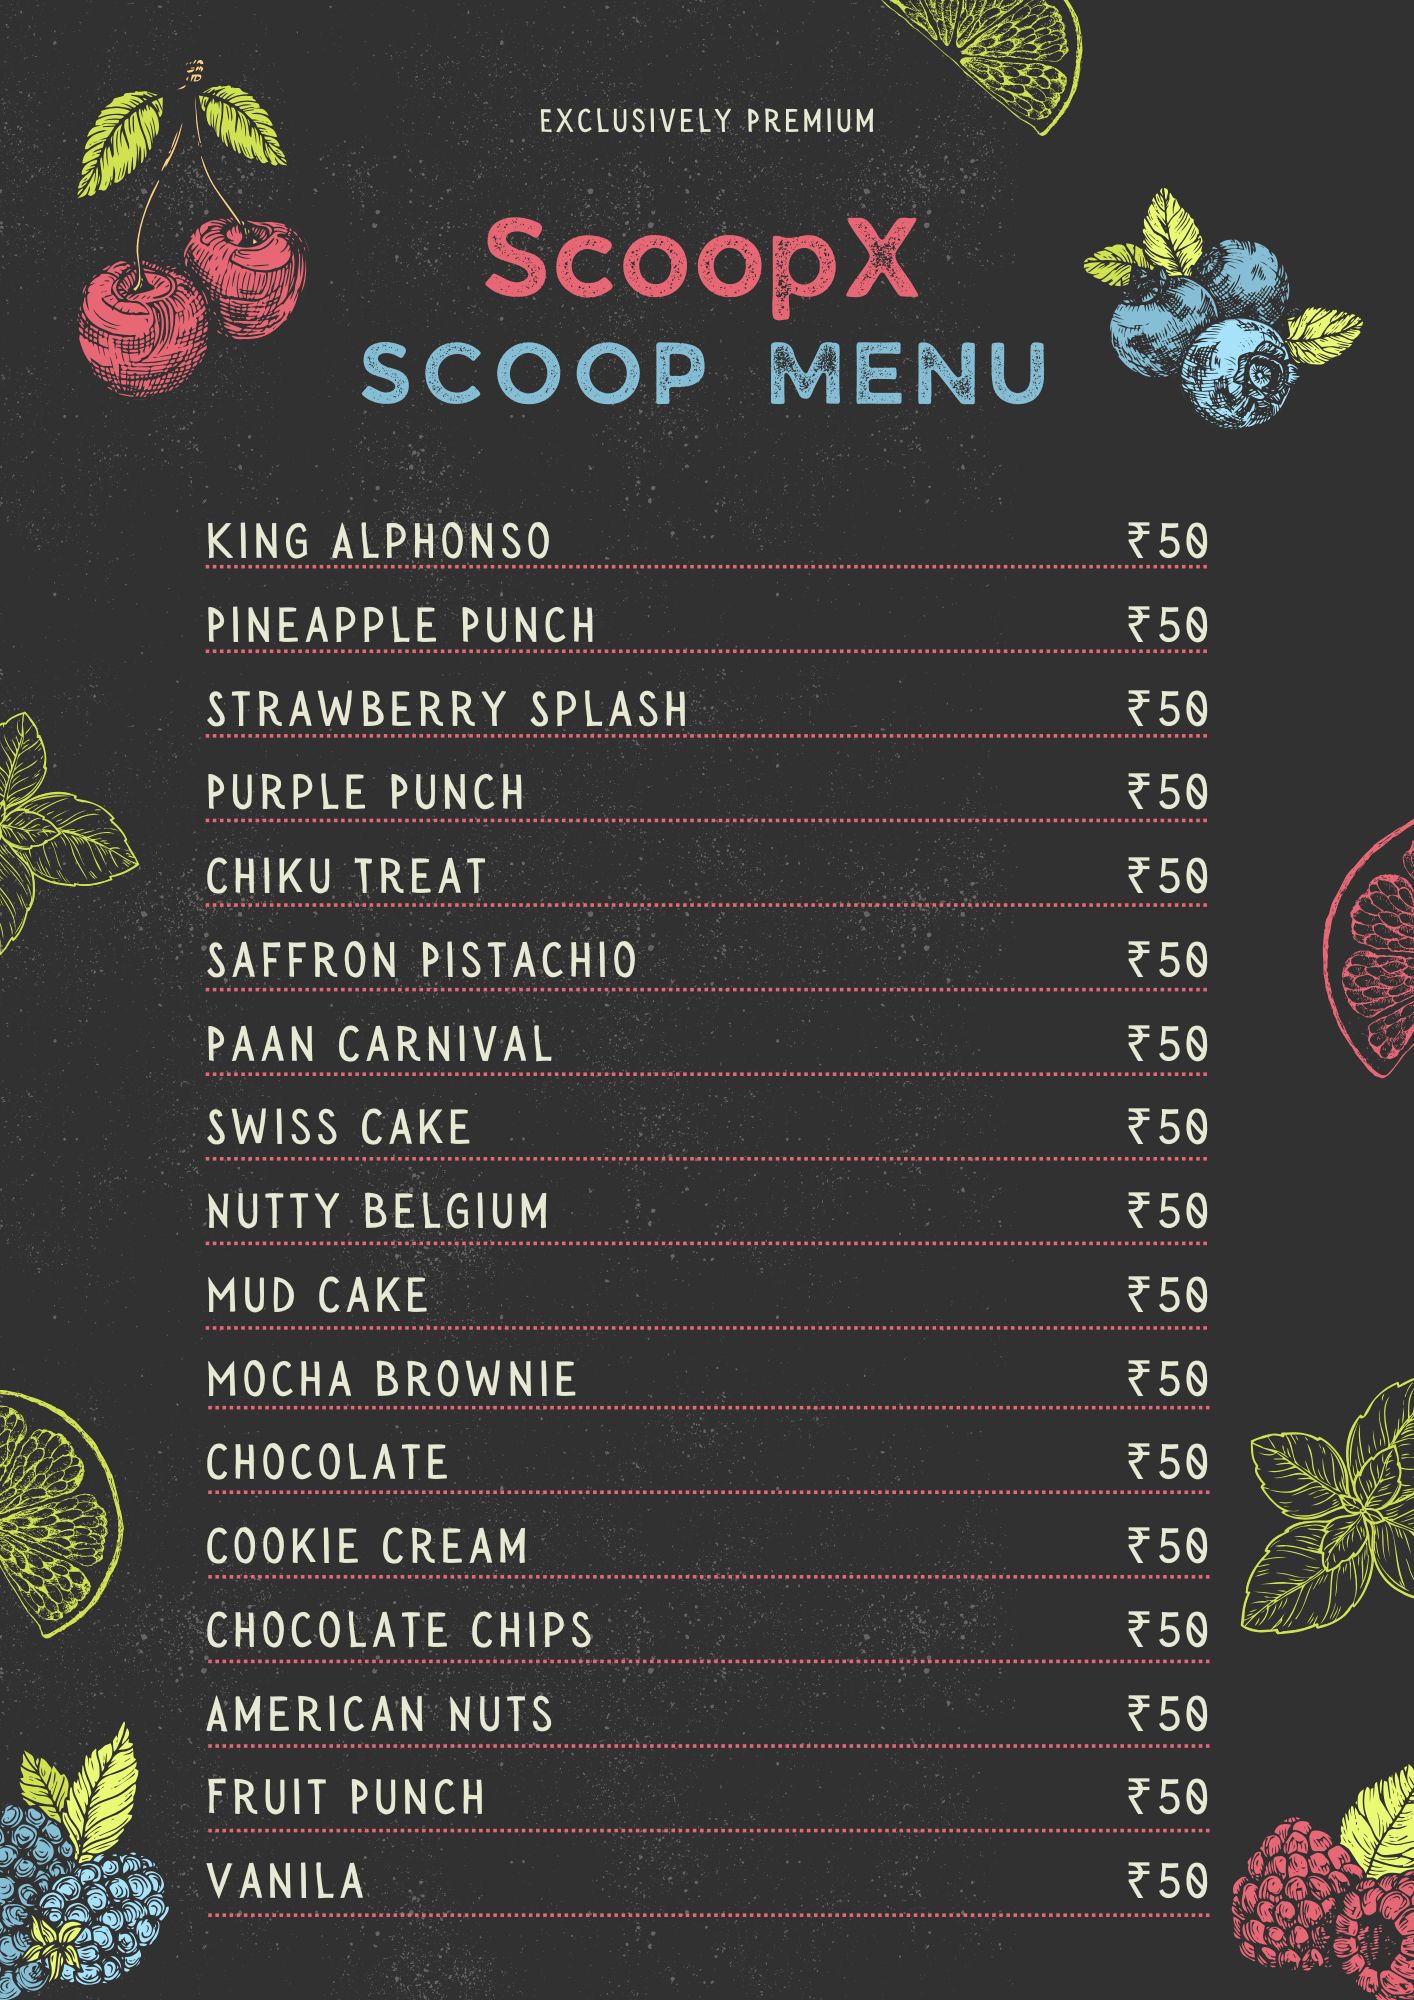 EXCLUSIVELY PREMIUM
ScoopX
SCOOP MENU
KING ALPHONSO ₹50
PINEAPPLE PUNCH ₹50
STRAWBERRY SPLASH ₹50
PURPLE PUNCH ₹50
CHIKU TREAT ₹50
SAFFRON PISTACHIO ₹50
PAAN CARNIVAL ₹50
SWISS CAKE ₹50
NUTTY BELGIUM ₹50
MUD CAKE ₹50
MOCHA BROWNIE ₹50
CHOCOLATE ₹50
COOKIE CREAM ₹50
CHOCOLATE CHIPS ₹50
AMERICAN NUTS ₹50
FRUIT PUNCH ₹50
VANILA ₹50